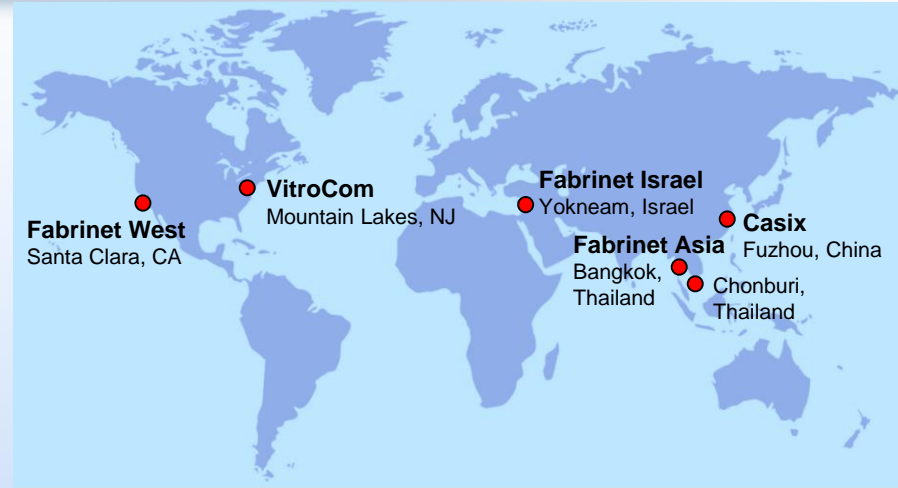 Fabrinet West
Santa Clara, CA
VitroCom
Mountain Lakes, NJ
Fabrinet Israel
Yokneam, Israel
Fabrinet Asia
Bangkok,
Thailand
Chonburi,
Thailand
Casix
Fuzhou, China